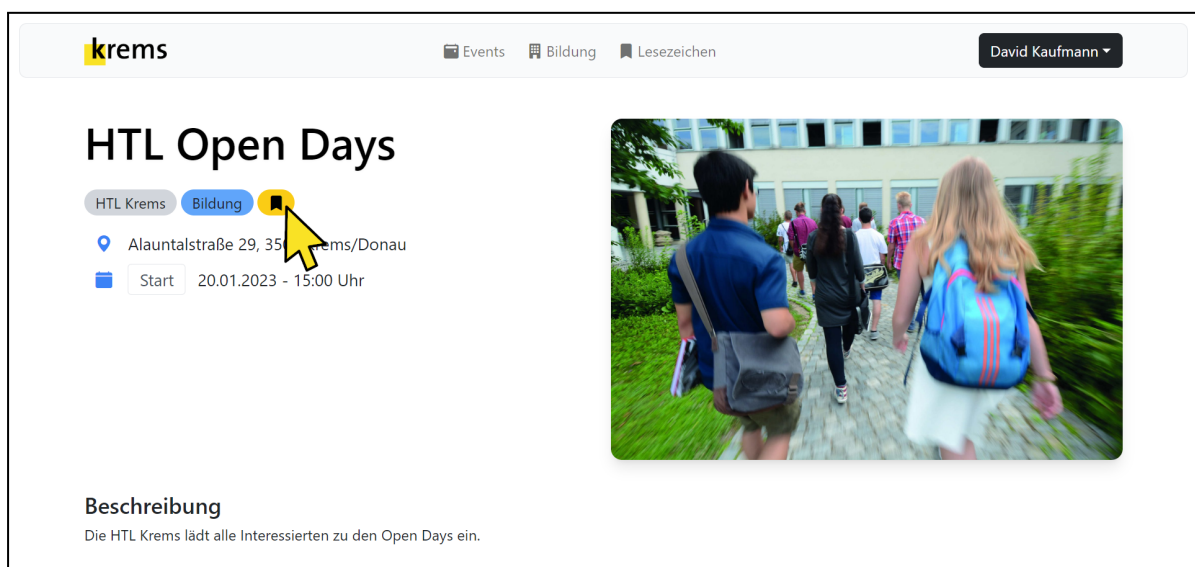 krems
Events Bildung Lesezeichen
David Kaufmann
HTL Open Days
HTL Krems Bildung
Alauntalstraße 29, 35 rems/Donau
Start 20.01.2023 - 15:00 Uhr
Beschreibung
Die HTL Krems lädt alle Interessierten zu den Open Days ein.